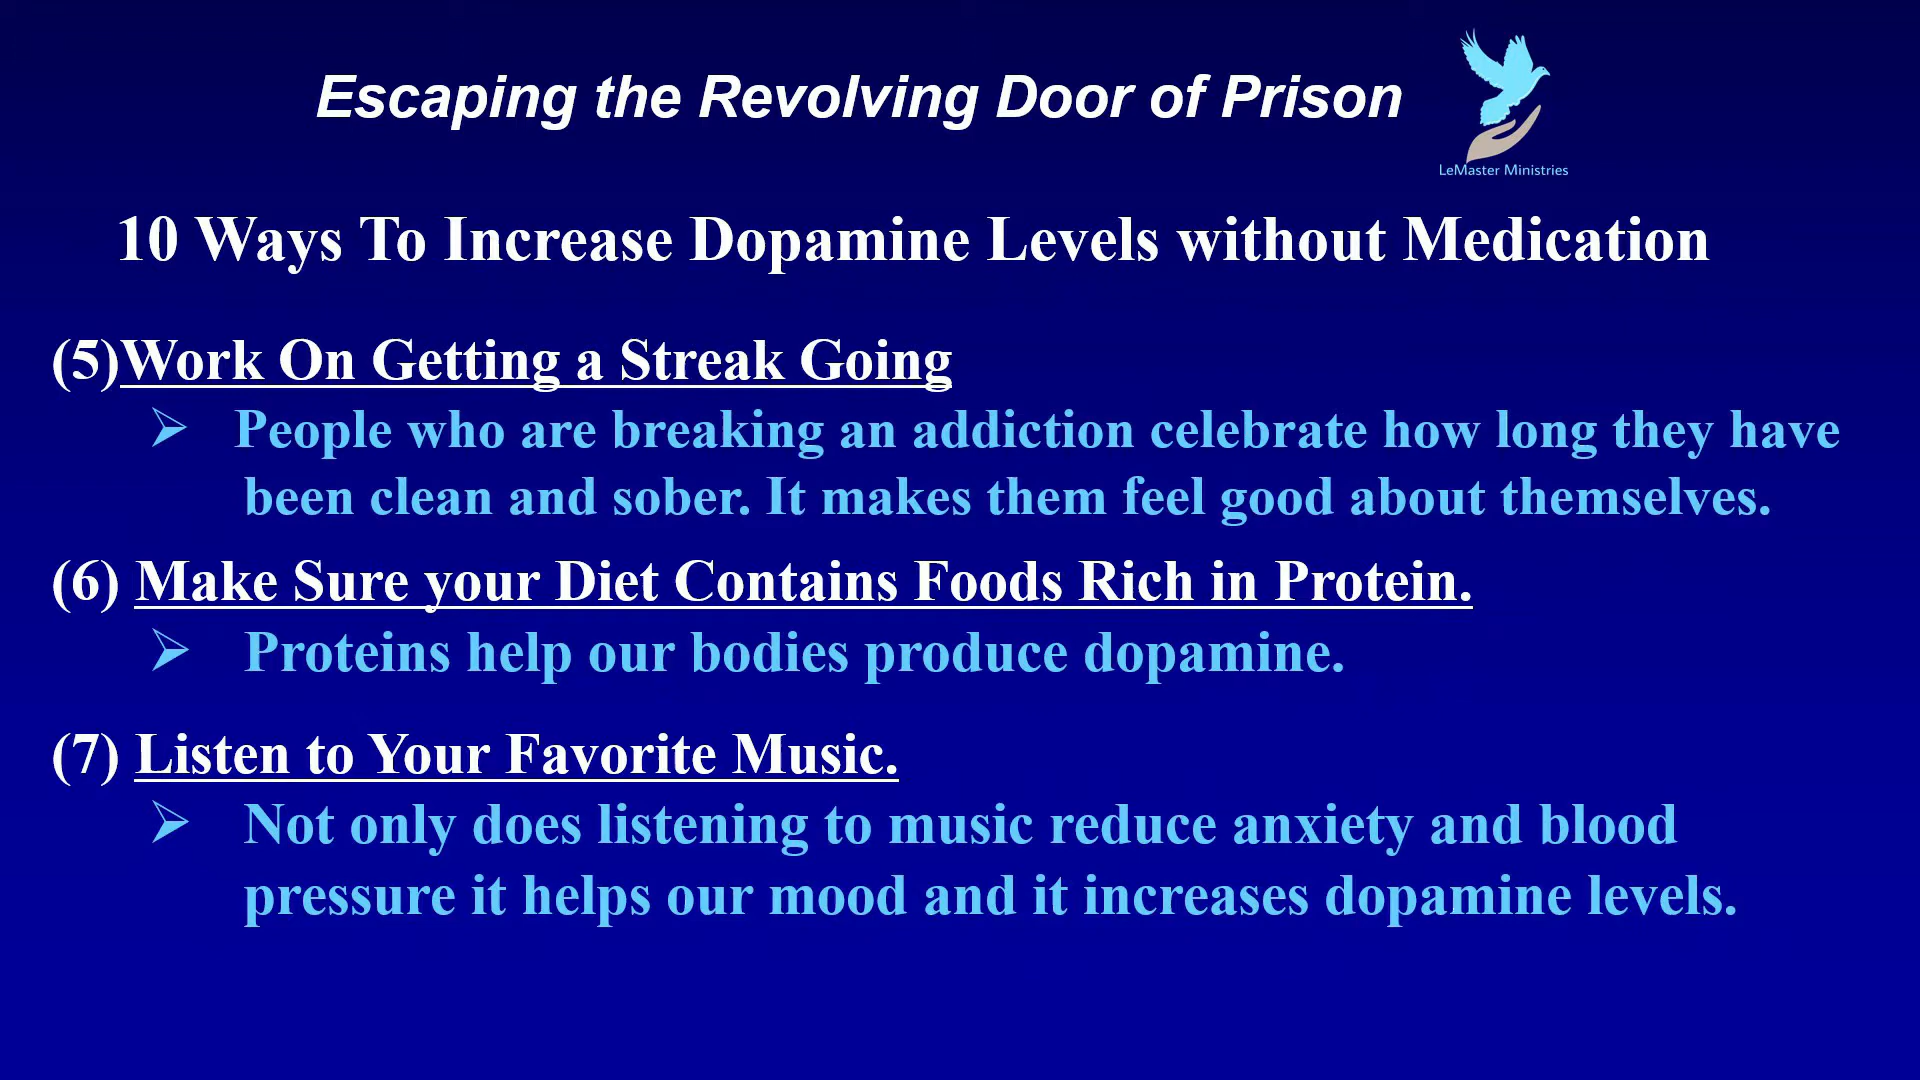 Escaping the Revolving Door of Prison
LeMaster Ministries
10 Ways To Increase Dopamine Levels without Medication
(5)Work On Getting a Streak Going
➢ People who are breaking an addiction celebrate how long they have
been clean and sober. It makes them feel good about themselves.
(6) Make Sure your Diet Contains Foods Rich in Protein.
➢ Proteins help our bodies produce dopamine.
(7) Listen to Your Favorite Music.
➢ Not only does listening to music reduce anxiety and blood
pressure it helps our mood and it increases dopamine levels.